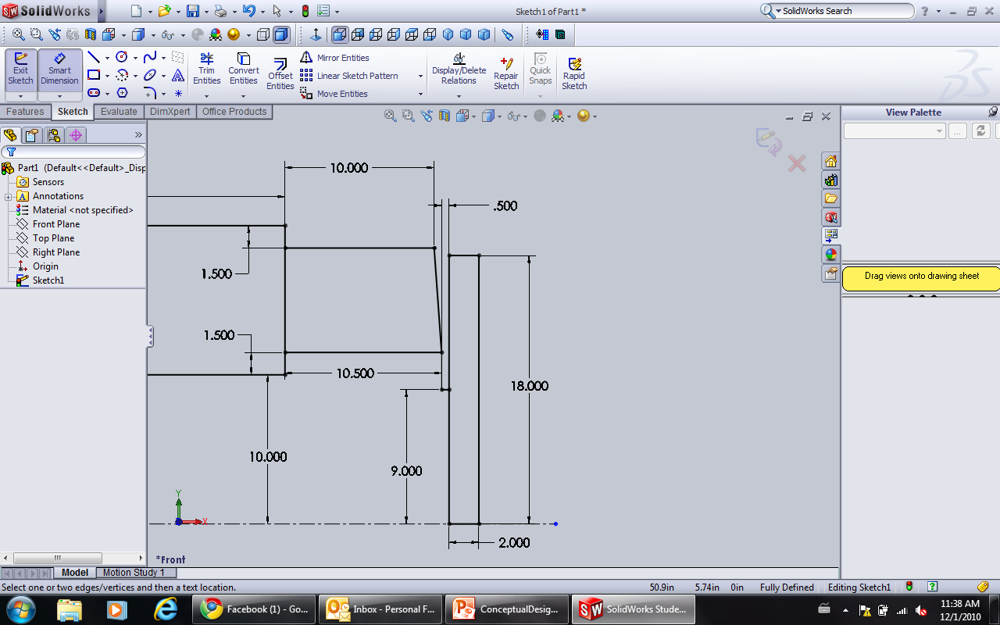 SolidWorks
Sketch1 of Part1 *
SolidWorks Search
Exit Sketch
Smart Dimension
Trim Entities
Convert Entities
Offset Entities
Mirror Entities
Linear Sketch Pattern
Move Entities
Display/Delete Relations
Repair Sketch
Quick Snaps
Rapid Sketch
Features
Sketch
Evaluate
DimXpert
Office Products
View Palette
...
Part1 (Default<<Default>_Disp
Sensors
Annotations
Material <not specified>
Front Plane
Top Plane
Right Plane
Origin
Sketch1
10.000
.500
1.500
1.500
10.500
18.000
10.000
9.000
2.000
Y
X
*Front
Drag views onto drawing sheet
Model
Motion Study 1
Select one or two edges/vertices and then a text location.
50.9in
5.74in
0in
Fully Defined
Editing Sketch1
Facebook (1) - Go...
Inbox - Personal F...
ConceptualDesig...
SolidWorks Stude...
11:38 AM
12/1/2010